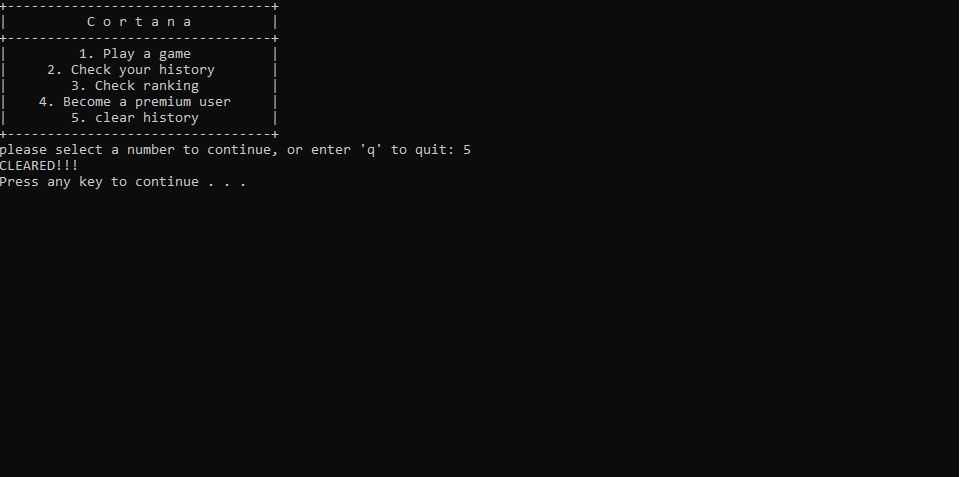 +---------------------------------+
|          C o r t a n a          |
+---------------------------------+
|         1. Play a game          |
|     2. Check your history       |
|        3. Check ranking         |
|    4. Become a premium user     |
|        5. clear history         |
+---------------------------------+
please select a number to continue, or enter 'q' to quit: 5
CLEARED!!!
Press any key to continue . . .